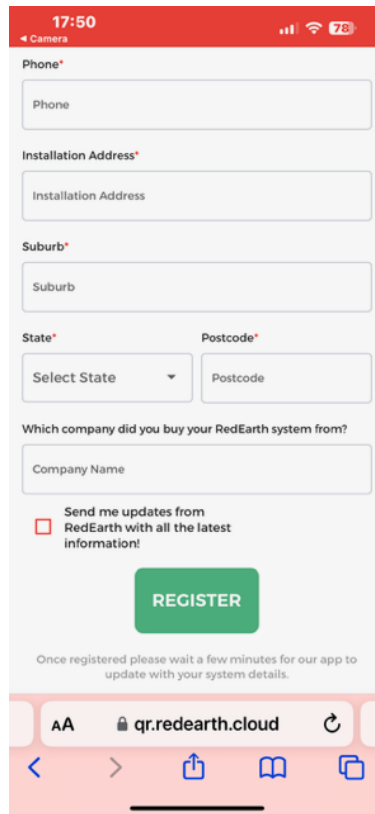 17:50
78
◀ Camera
Phone*
Phone
Installation Address*
Installation Address
Suburb*
Suburb
State* Postcode*
Select State Postcode
Which company did you buy your RedEarth system from?
Company Name
Send me updates from
RedEarth with all the latest
information!
REGISTER
Once registered please wait a few minutes for our app to
update with your system details.
AA qr.redearth.cloud